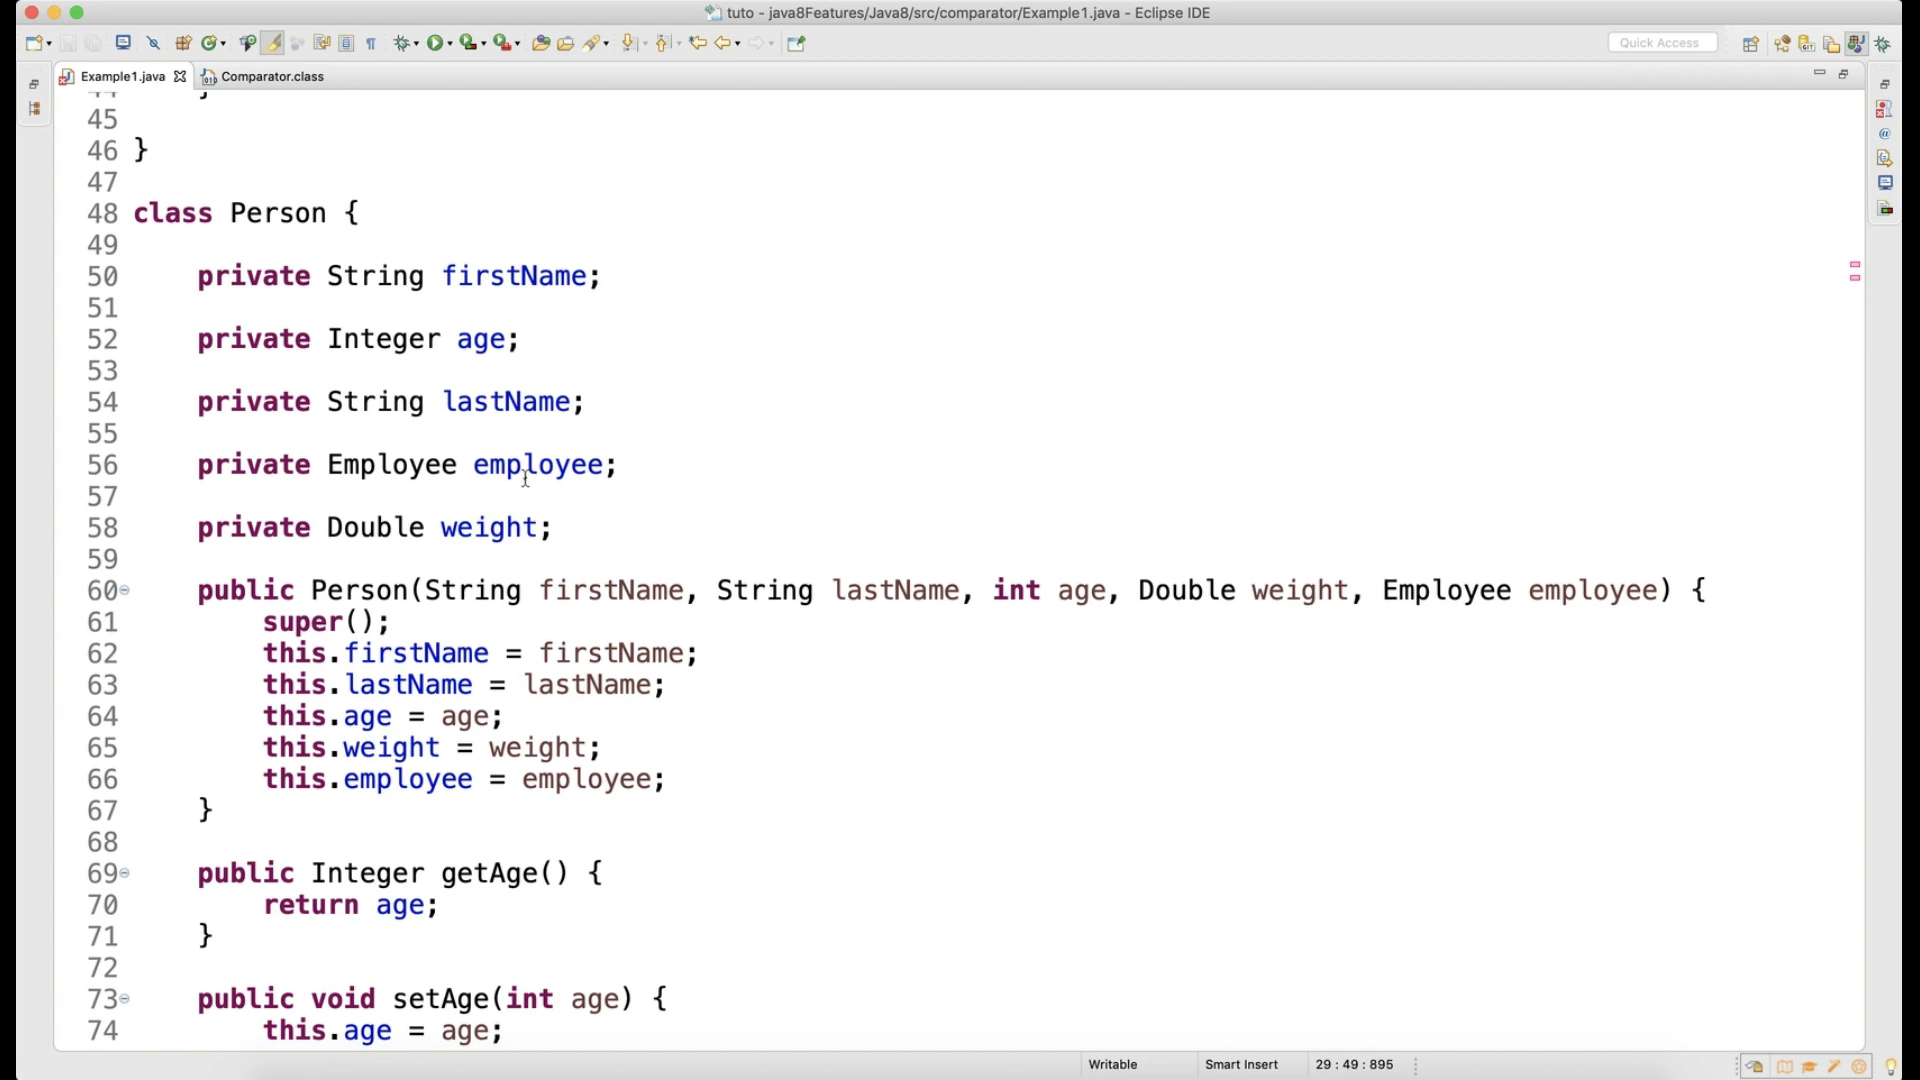 tuto - java8Features/Java8/src/comparator/Example1.java - Eclipse IDE
Quick Access
Example1.java
Comparator.class
45
46 }
47
48 class Person {
49
50 private String firstName;
51
52 private Integer age;
53
54 private String lastName;
55
56 private Employee employee;
57
58 private Double weight;
59
60 public Person(String firstName, String lastName, int age, Double weight, Employee employee) {
61 super();
62 this.firstName = firstName;
63 this.lastName = lastName;
64 this.age = age;
65 this.weight = weight;
66 this.employee = employee;
67 }
68
69 public Integer getAge() {
70 return age;
71 }
72
73 public void setAge(int age) {
74 this.age = age;
Writable
Smart Insert
29 : 49 : 895